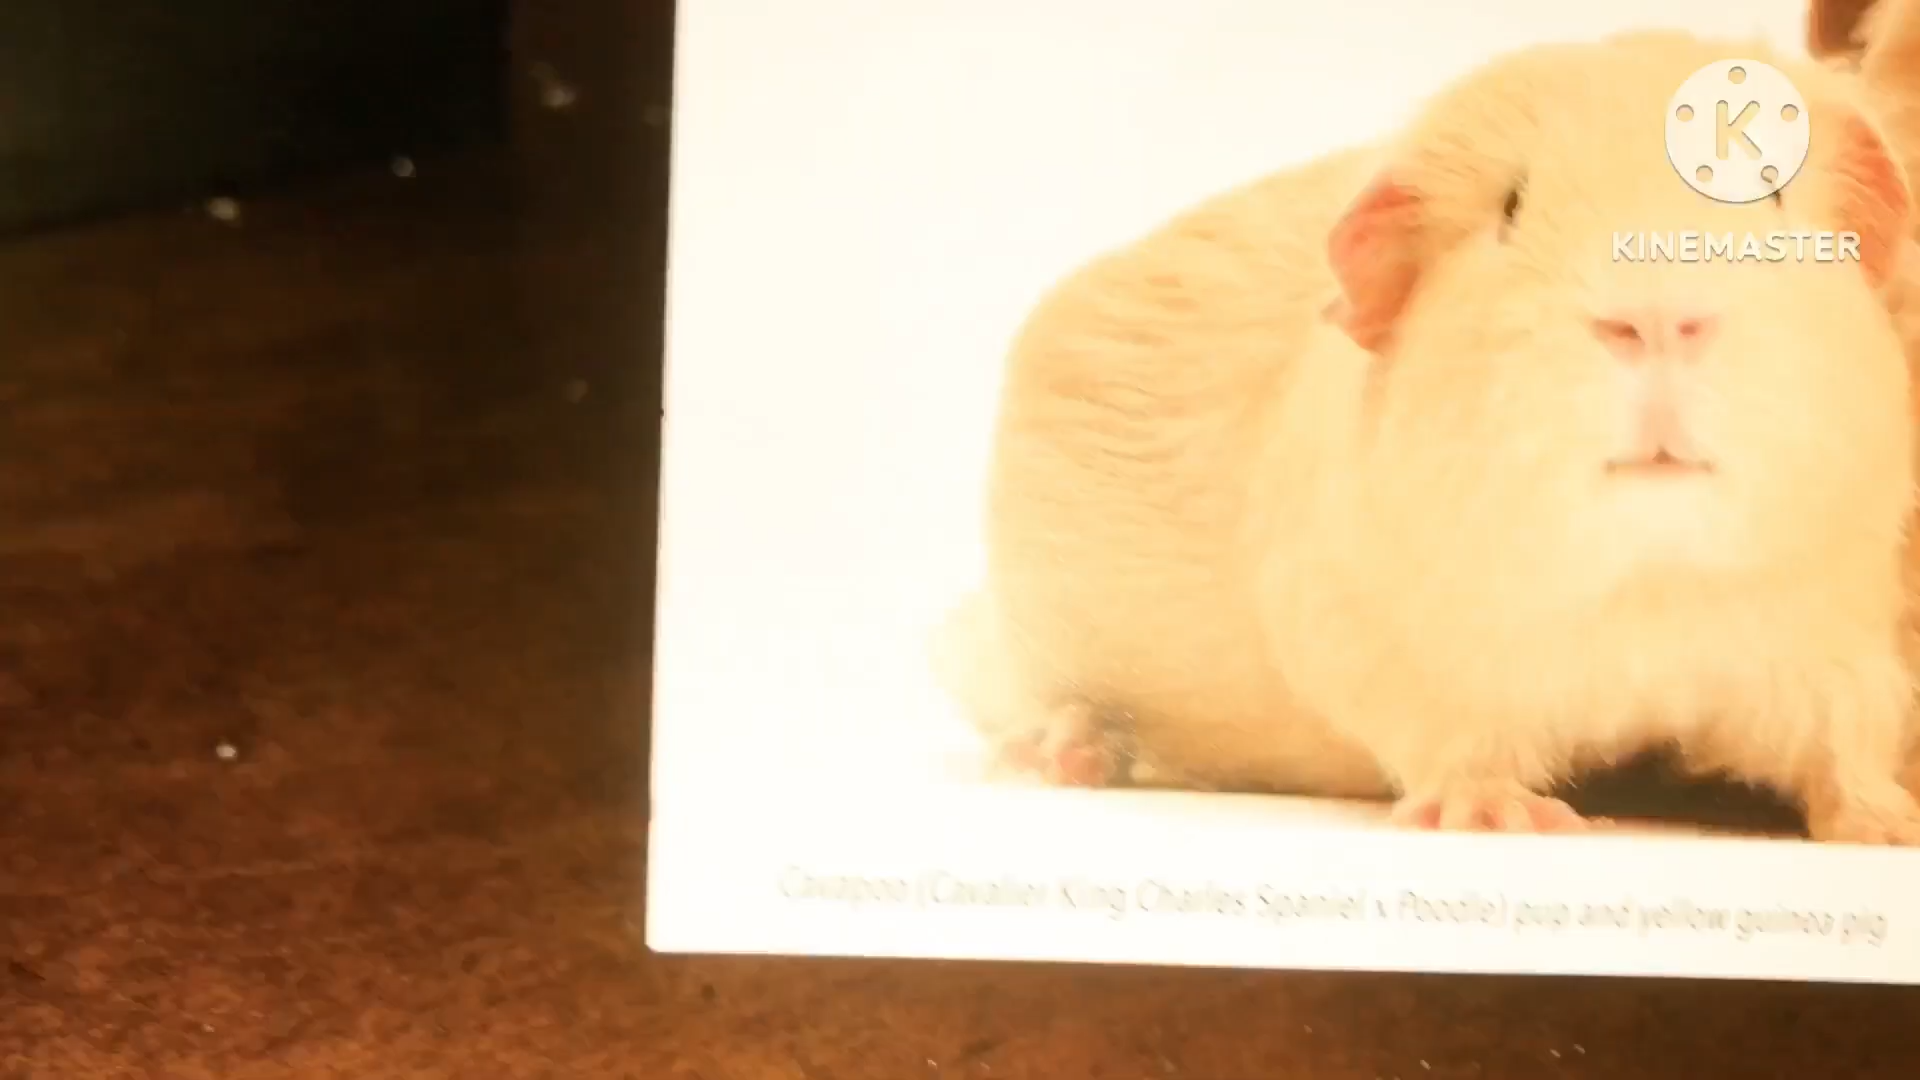 K
KINEMASTER
Cavapoo (Cavalier King Charles Spaniel x Poodle) pup and yellow guinea pig